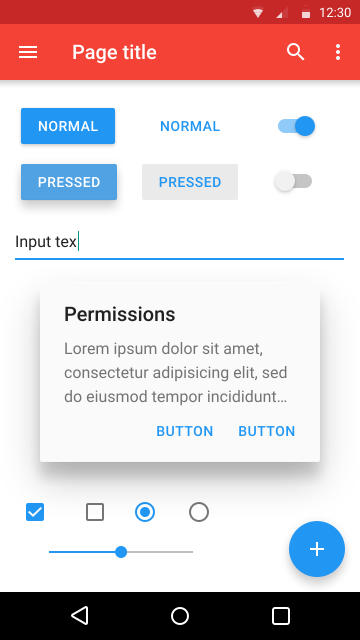 12:30
Page title
NORMAL NORMAL
PRESSED PRESSED
Input tex
Permissions
Lorem ipsum dolor sit amet,
consectetur adipisicing elit, sed
do eiusmod tempor incididunt…
BUTTON BUTTON